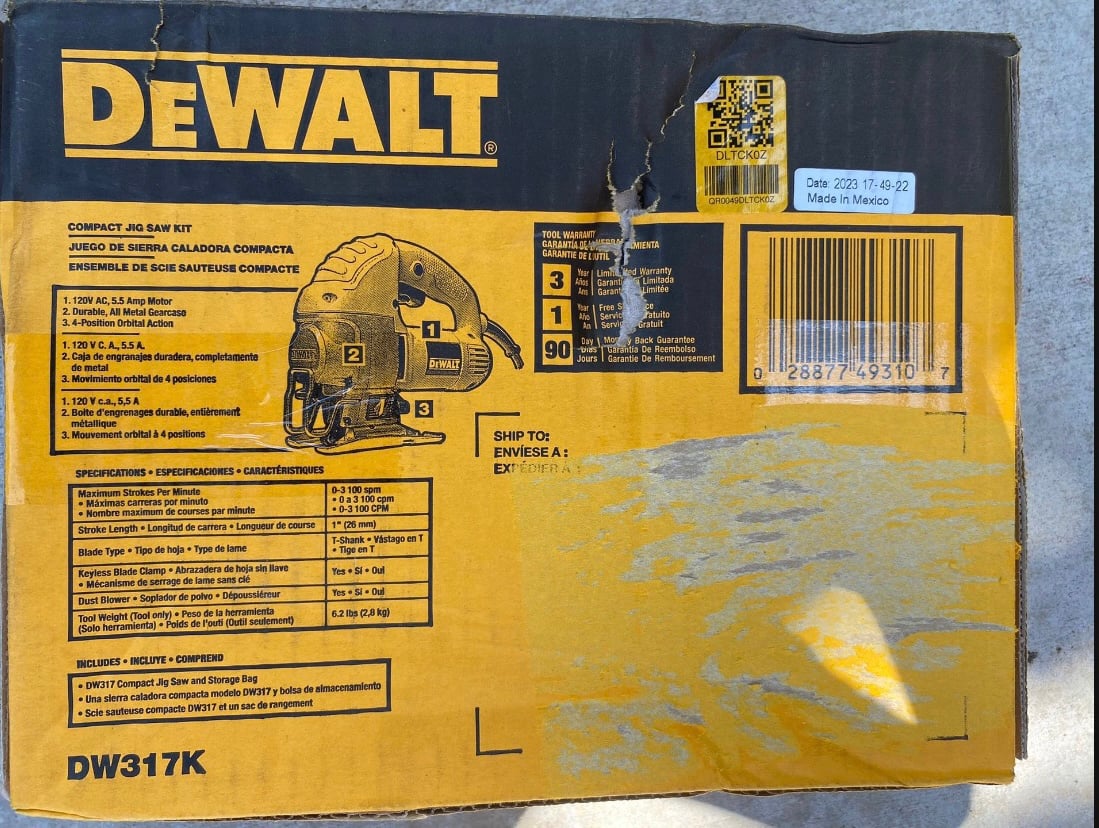 DEWALT®
DLTCK0Z
QR0049DLTCK0Z
Date: 2023 17-49-22
Made In Mexico
COMPACT JIG SAW KIT
JUEGO DE SIERRA CALADORA COMPACTA
ENSEMBLE DE SCIE SAUTEUSE COMPACTE
1. 120V AC, 5.5 Amp Motor
2. Durable, All Metal Gearcase
3. 4-Position Orbital Action
1. 120 V C. A., 5.5 A.
2. Caja de engranajes duradera, completamente
de metal
3. Movimiento orbital de 4 posiciones
1. 120 V c.a., 5,5 A
2. Boîte d'engrenages durable, entièrement
métallique
3. Mouvement orbital à 4 positions
1
2
3
DEWALT
DEWALT
TOOL WARRANTY
GARANTIE DE L'OUTIL
3 Year Warranty
Años Limitada
Ans Limitée
1 Year Free
Año
An
90 Day Back Guarantee
Días Garantía De Reembolso
Jours Garantie De Remboursement
0 28877 49310 7
SHIP TO:
ENVÍESE A :
EXPÉDIER À :
SPECIFICATIONS • ESPECIFICACIONES • CARACTÉRISTIQUES
Maximum Strokes Per Minute 0-3 100 spm
• Máximas carreras por minuto • 0 a 3 100 cpm
• Nombre maximum de courses par minute • 0-3 100 CPM
Stroke Length • Longitud de carrera • Longueur de course 1" (26 mm)
Blade Type • Tipo de hoja • Type de lame T-Shank • Vástago en T
• Tige en T
Keyless Blade Clamp • Abrazadera de hoja sin llave Yes • Sí • Oui
• Mécanisme de serrage de lame sans clé
Dust Blower • Soplador de polvo • Dépoussiéreur Yes • Sí • Oui
Tool Weight (Tool only) • Peso de la herramienta 6.2 lbs (2,8 kg)
(Solo herramienta) • Poids de l'outi (Outil seulement)
INCLUDES • INCLUYE • COMPREND
• DW317 Compact Jig Saw and Storage Bag
• Una sierra caladora compacta modelo DW317 y bolsa de almacenamiento
• Scie sauteuse compacte DW317 et un sac de rangement
DW317K